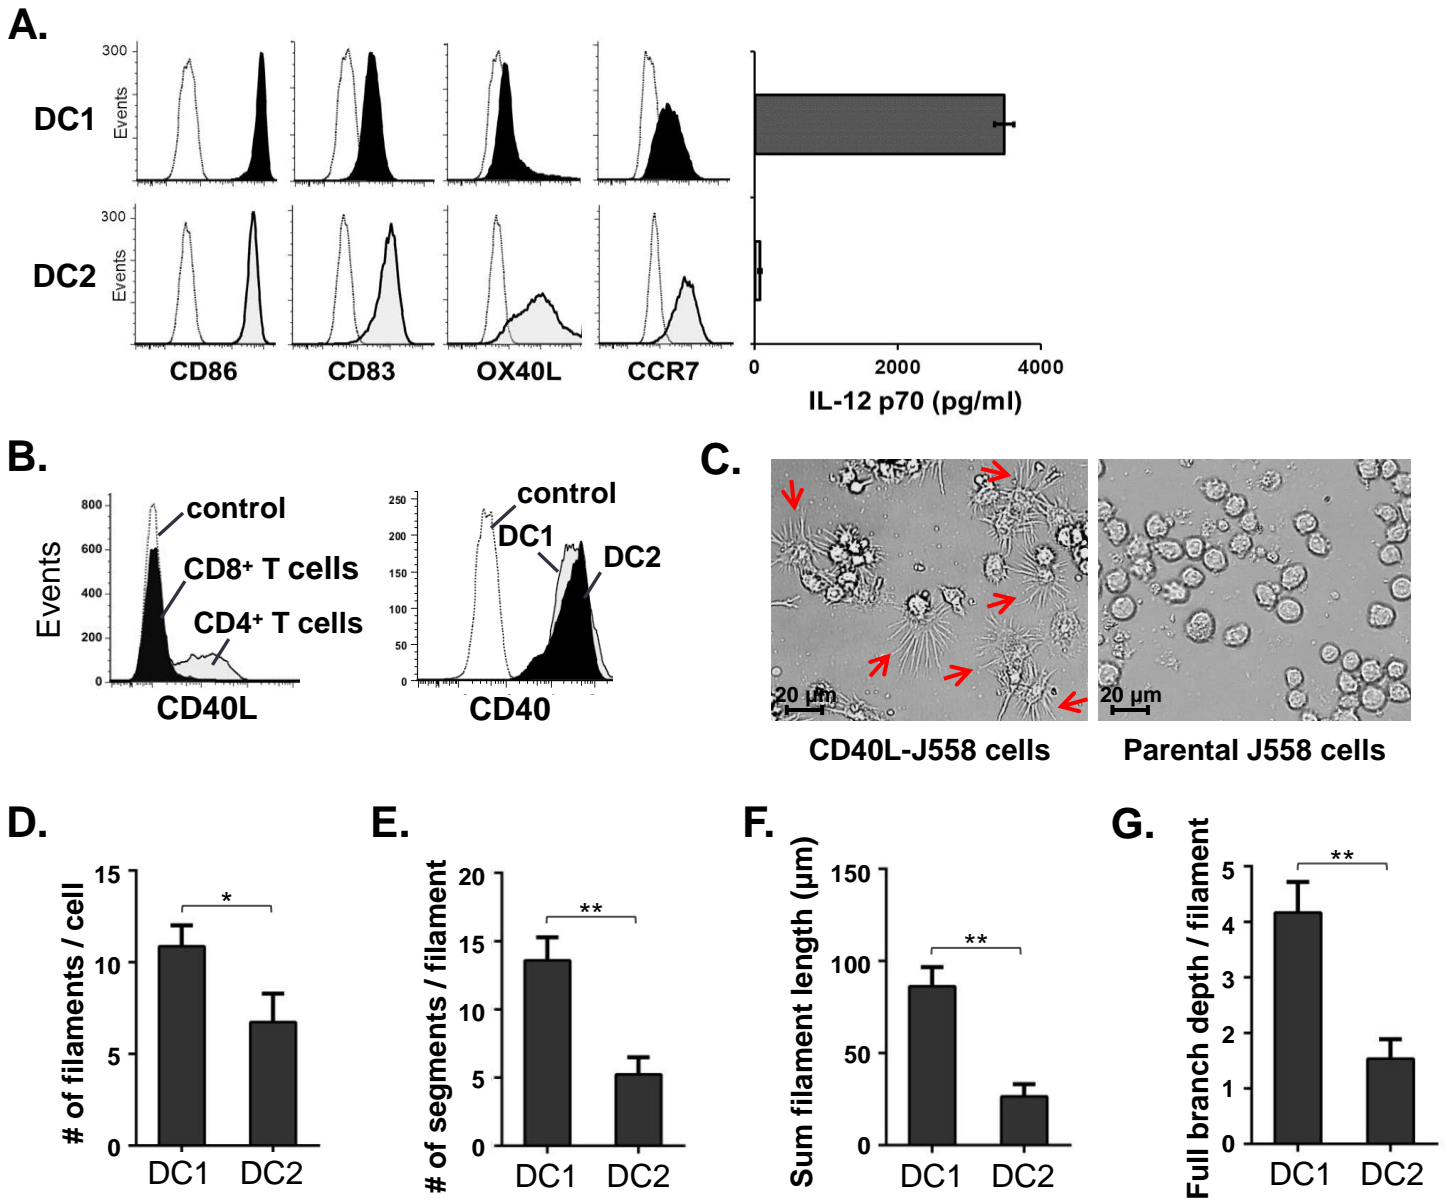 A.
DC1
300
Events
DC2
300
Events
CD86
CD83
OX40L
CCR7
0
2000
4000
IL-12 p70 (pg/ml)
B.
Events
800
600
400
200
0
control
CD8+ T cells
CD4+ T cells
CD40L
250
200
150
100
50
0
control
DC1
DC2
CD40
C.
20 µm
20 µm
CD40L-J558 cells
Parental J558 cells
D.
# of filaments / cell
15
10
5
0
*
DC1
DC2
E.
# of segments / filament
20
15
10
5
0
**
DC1
DC2
F.
Sum filament length (µm)
150
100
50
0
**
DC1
DC2
G.
Full branch depth / filament
5
4
3
2
1
0
**
DC1
DC2